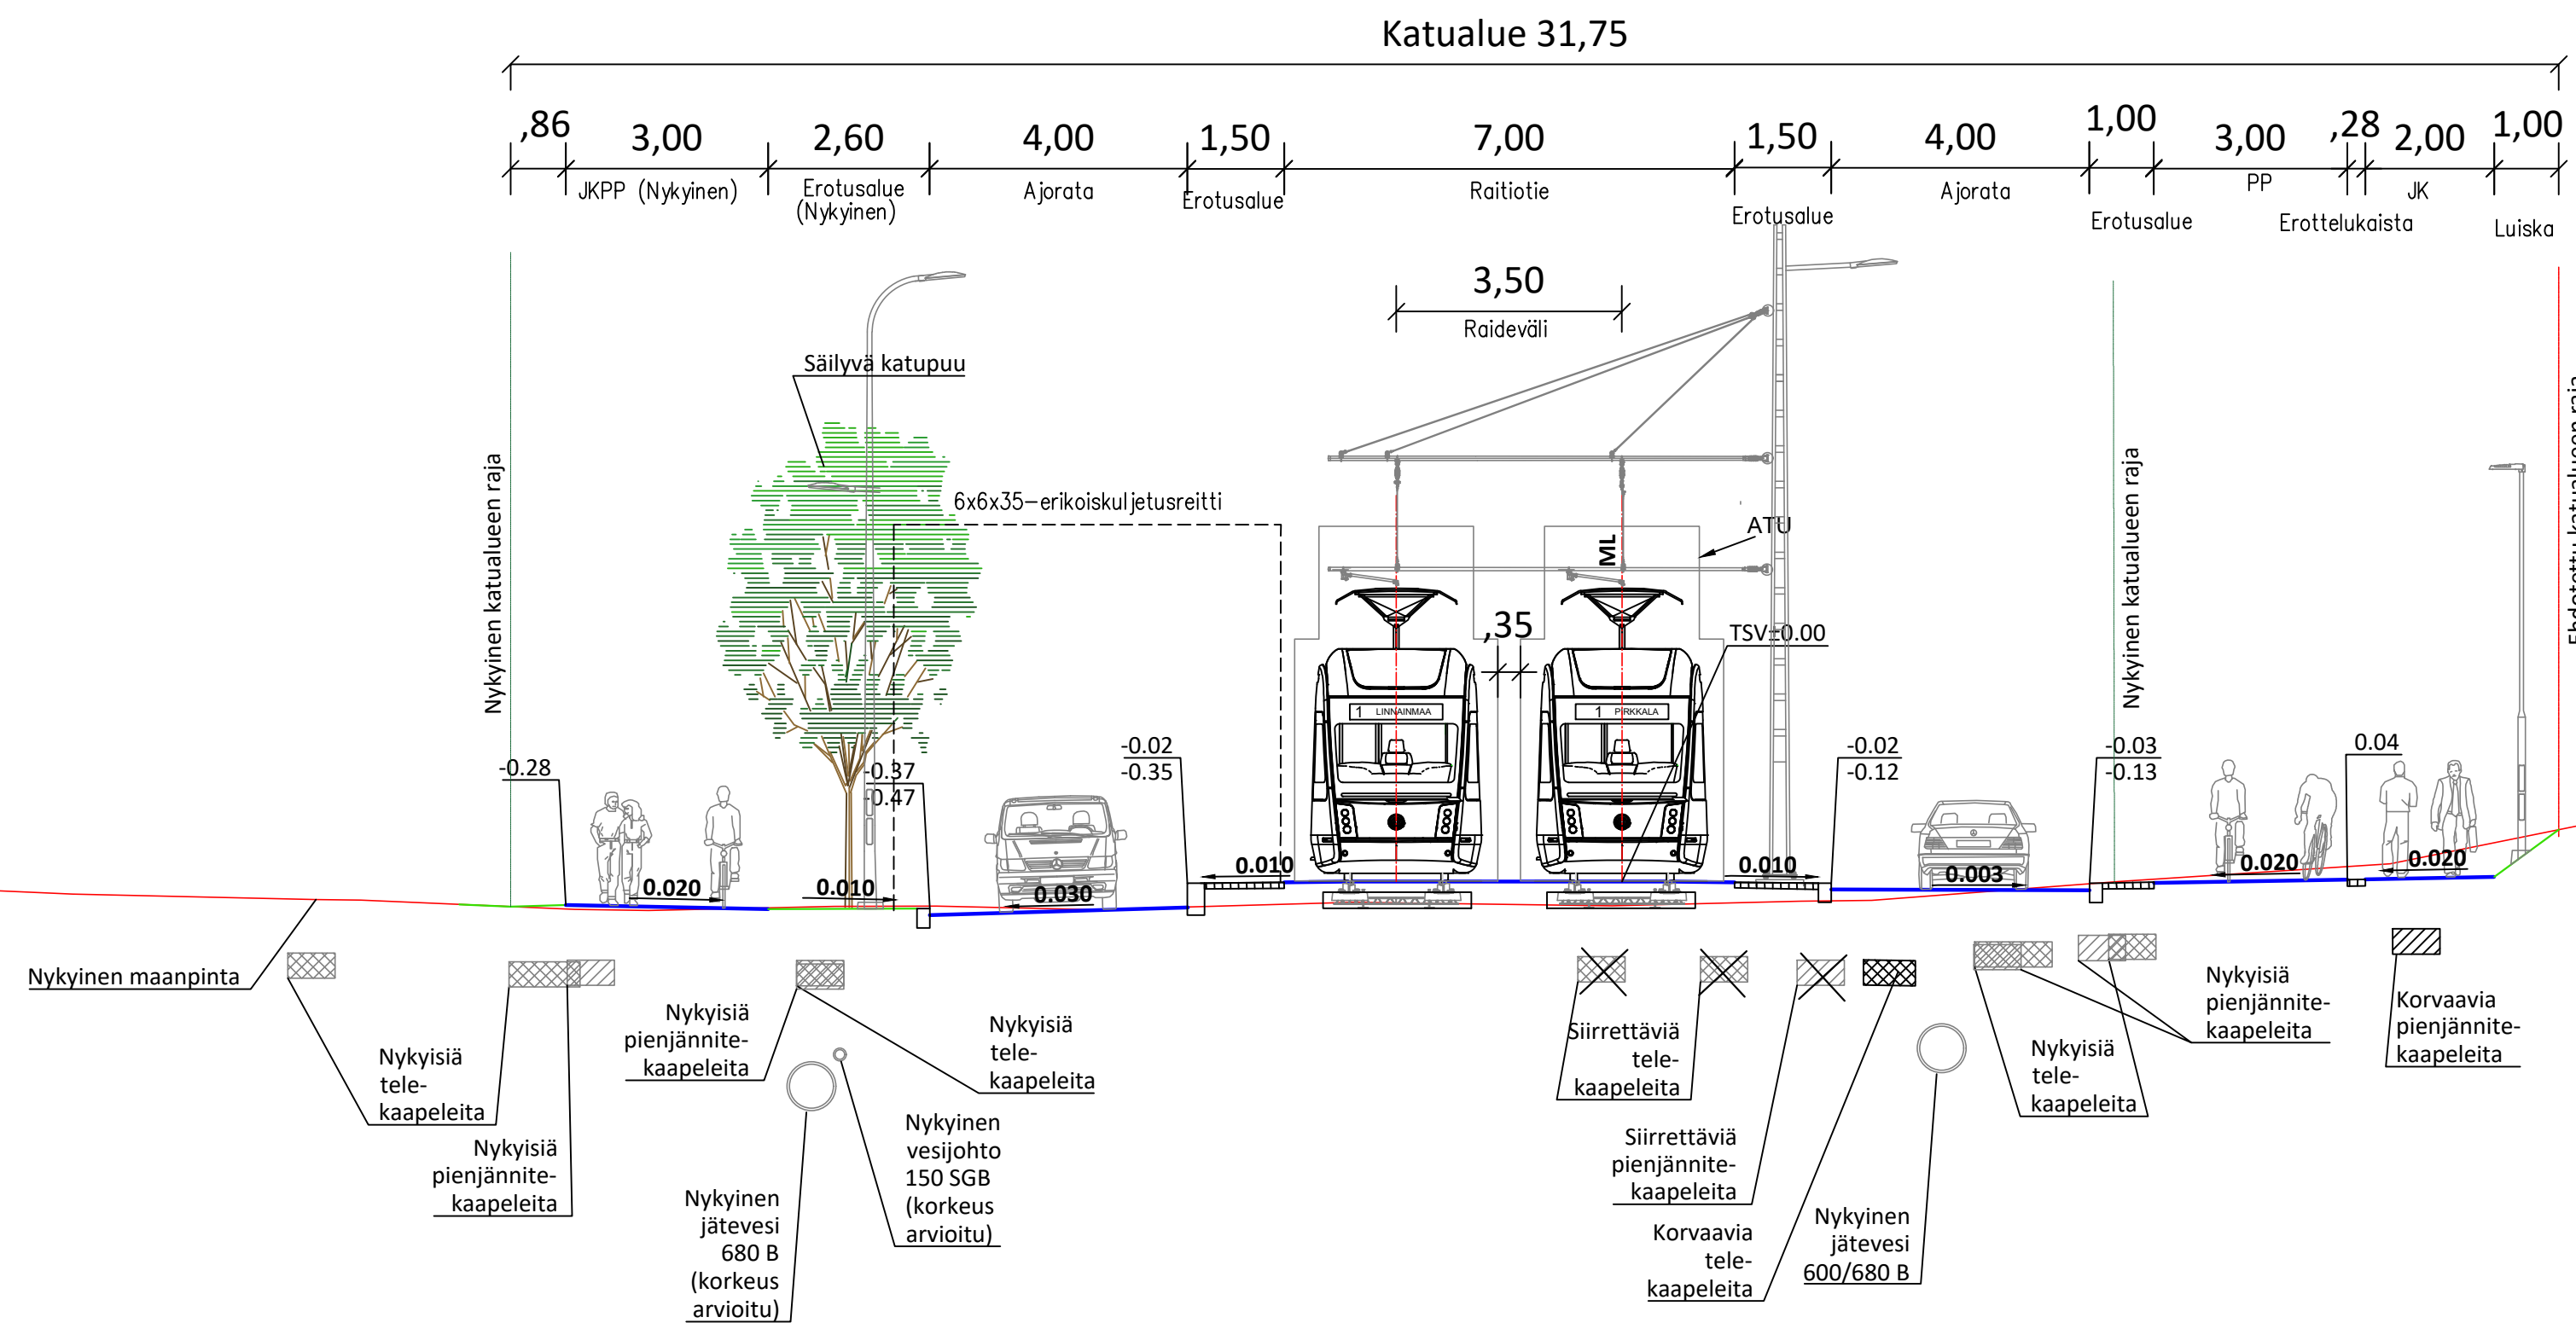 Katualue 31,75
,86
3,00
2,60
4,00
1,50
7,00
1,50
4,00
1,00
3,00
,28
2,00
1,00
JKPP (Nykyinen)
Erotusalue
(Nykyinen)
Ajorata
Erotusalue
Raitiotie
Erotusalue
Ajorata
Erotusalue
PP
Erottelukaista
JK
Luiska
3,50
Raideväli
Säilyvä katupuu
6x6x35-erikoiskuljetusreitti
ATU
ML
,35
TSV±0.00
1 LINNAINMAA
1 PIRKKALA
Nykyinen katualueen raja
Nykyinen katualueen raja
Ehdotettu katualueen raja
-0.28
-0.37
-0.47
-0.02
-0.35
-0.02
-0.12
-0.03
-0.13
0.04
0.020
0.010
0.030
0.010
0.010
0.003
0.020
0.020
Nykyinen maanpinta
Nykyisiä
tele-
kaapeleita
Nykyisiä
pienjännite-
kaapeleita
Nykyisiä
pienjännite-
kaapeleita
Nykyisiä
tele-
kaapeleita
Nykyinen
jätevesi
680 B
(korkeus
arvioitu)
Nykyinen
vesijohto
150 SGB
(korkeus
arvioitu)
Siirrettäviä
tele-
kaapeleita
Siirrettäviä
pienjännite-
kaapeleita
Korvaavia
tele-
kaapeleita
Nykyinen
jätevesi
600/680 B
Nykyisiä
tele-
kaapeleita
Nykyisiä
pienjännite-
kaapeleita
Korvaavia
pienjännite-
kaapeleita